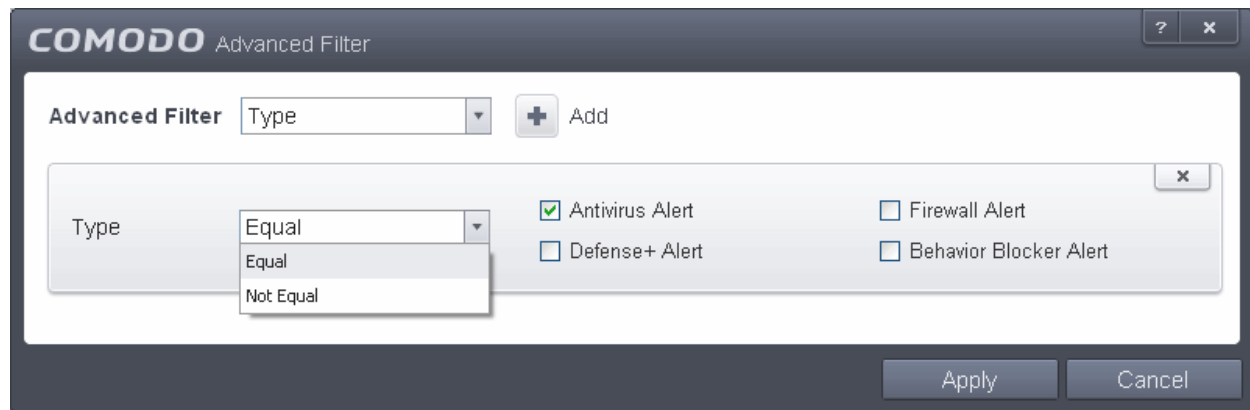 COMODO Advanced Filter ? x
Advanced Filter Type + Add
x
Type Equal Antivirus Alert Firewall Alert
Equal Defense+ Alert Behavior Blocker Alert
Not Equal
Apply Cancel